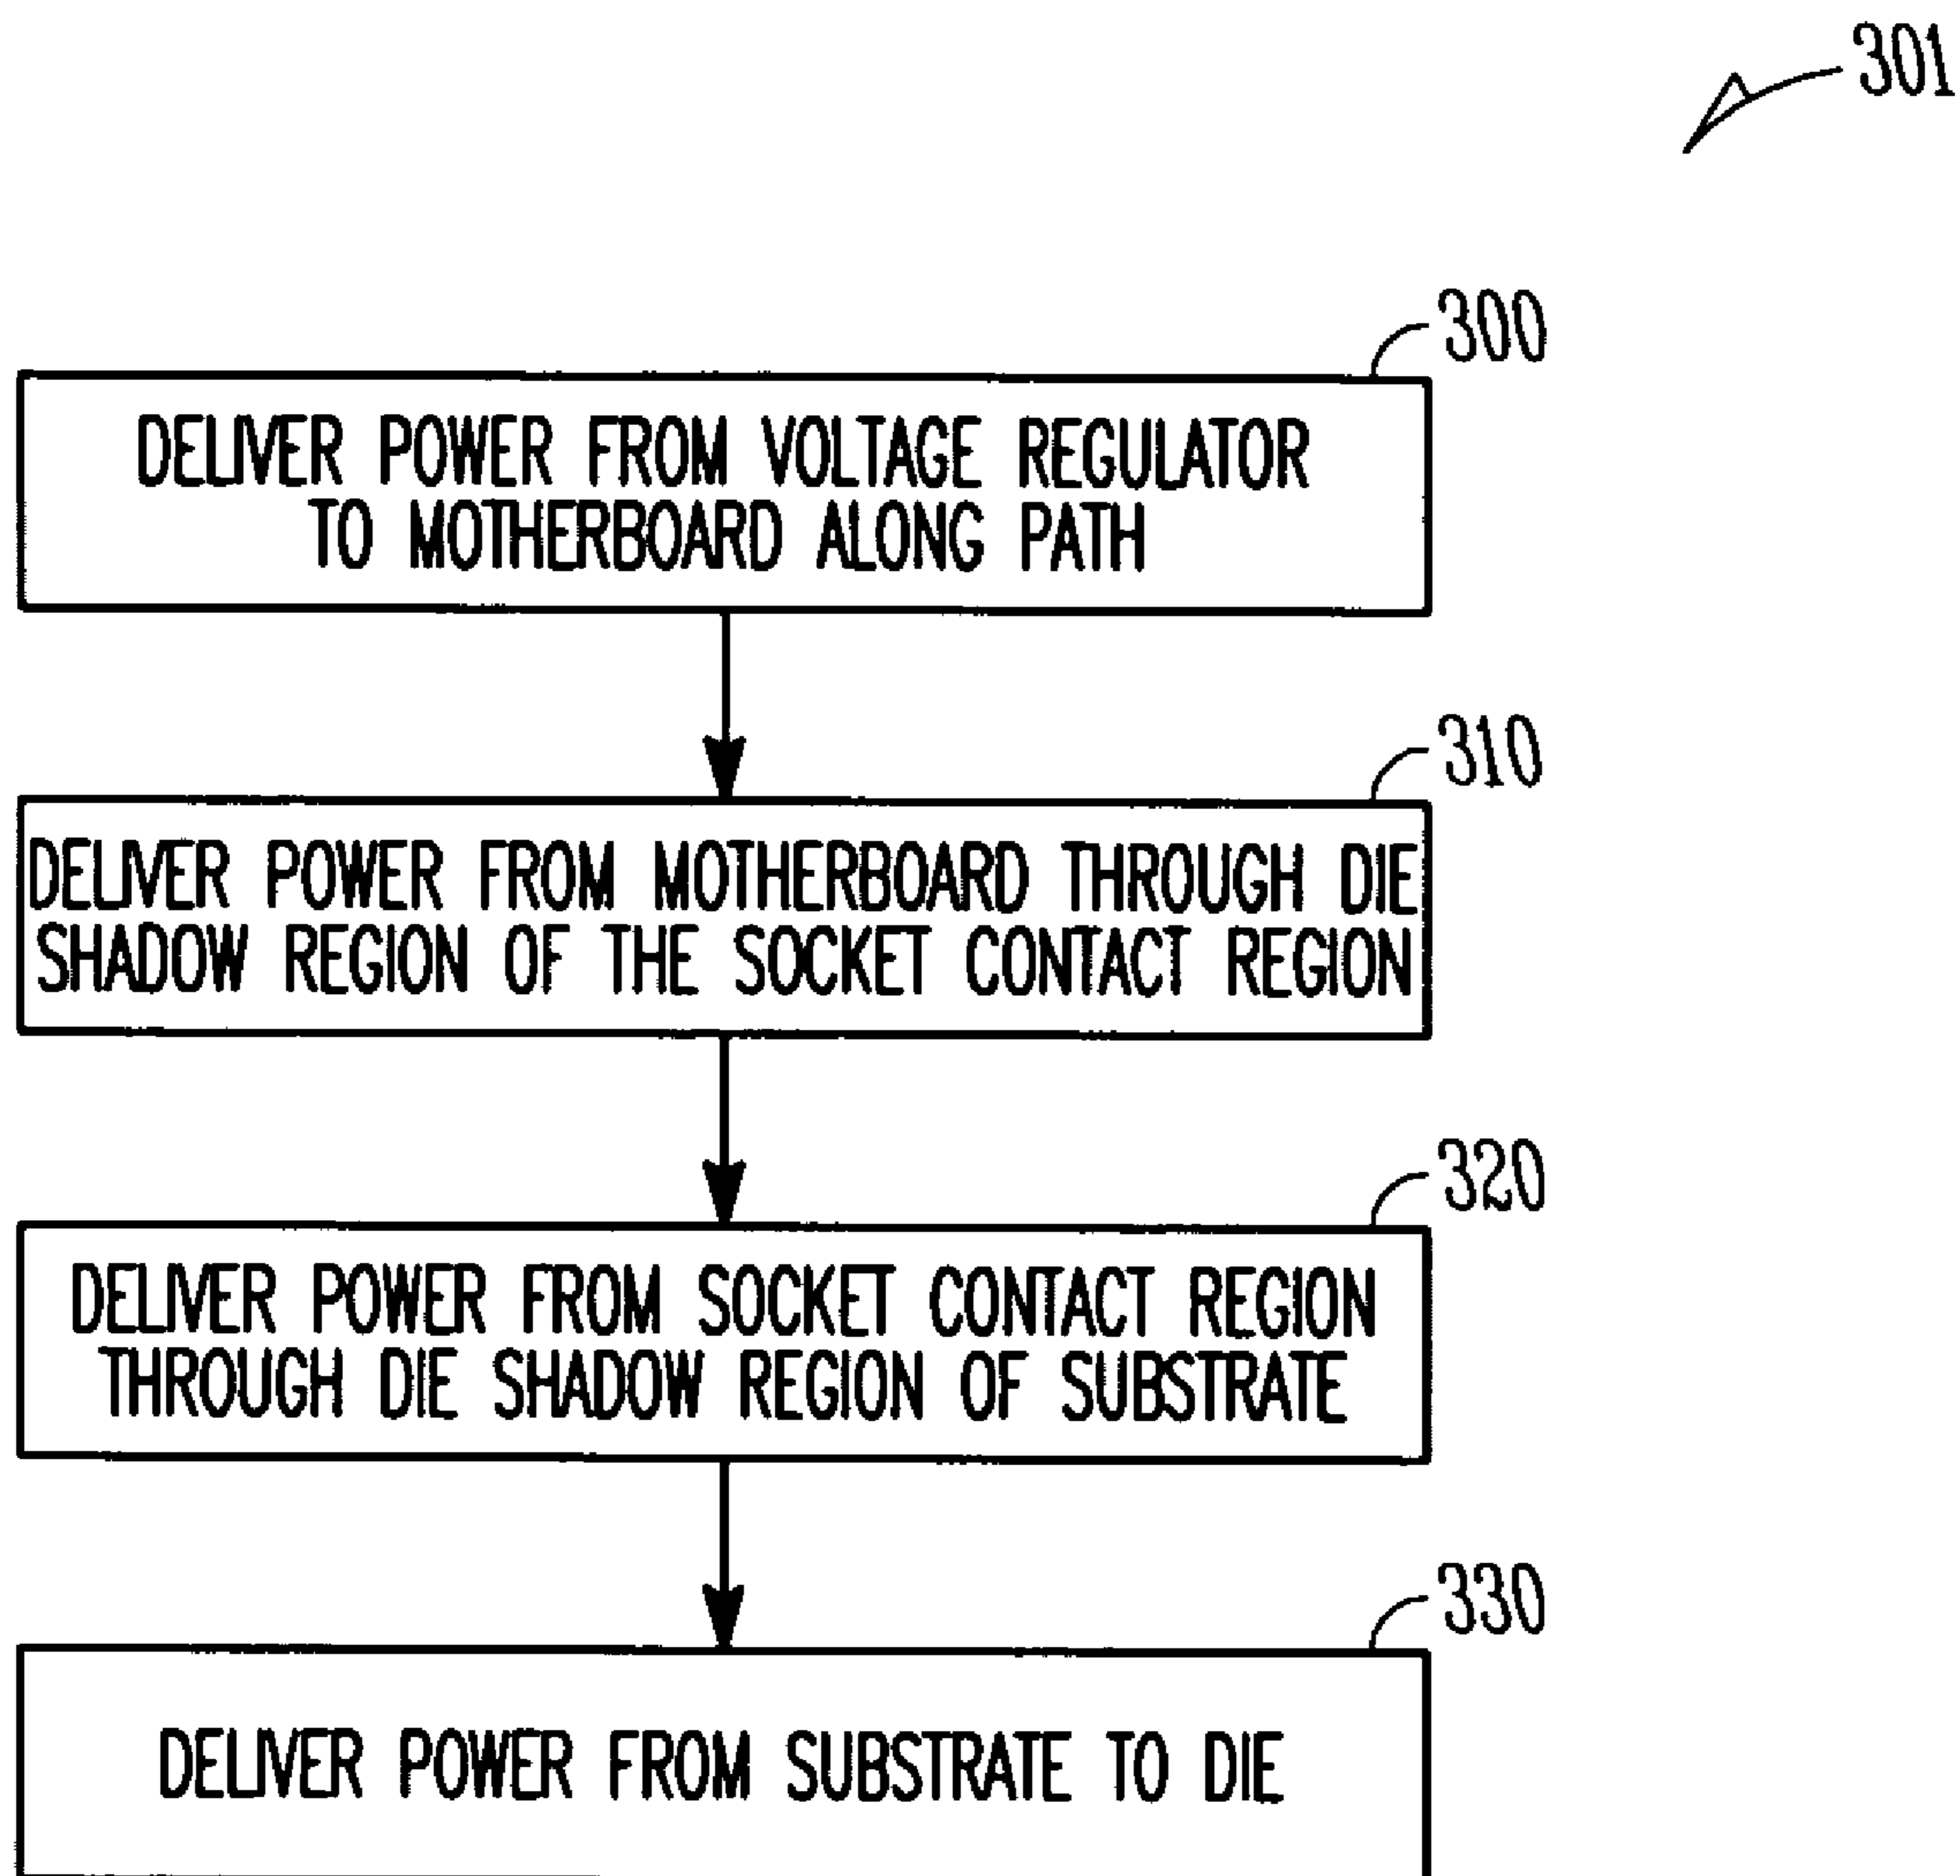 301
300
DELIVER POWER FROM VOLTAGE REGULATOR
TO MOTHERBOARD ALONG PATH
310
DELIVER POWER FROM MOTHERBOARD THROUGH DIE
SHADOW REGION OF THE SOCKET CONTACT REGION
320
DELIVER POWER FROM SOCKET CONTACT REGION
THROUGH DIE SHADOW REGION OF SUBSTRATE
330
DELIVER POWER FROM SUBSTRATE TO DIE